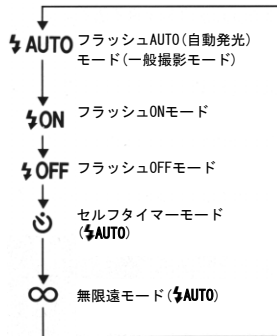 ⚡AUTO フラッシュAUTO(自動発光)
モード(一般撮影モード)
⚡ON フラッシュONモード
⚡OFF フラッシュOFFモード
セルフタイマーモード
(⚡AUTO)
∞ 無限遠モード(⚡AUTO)